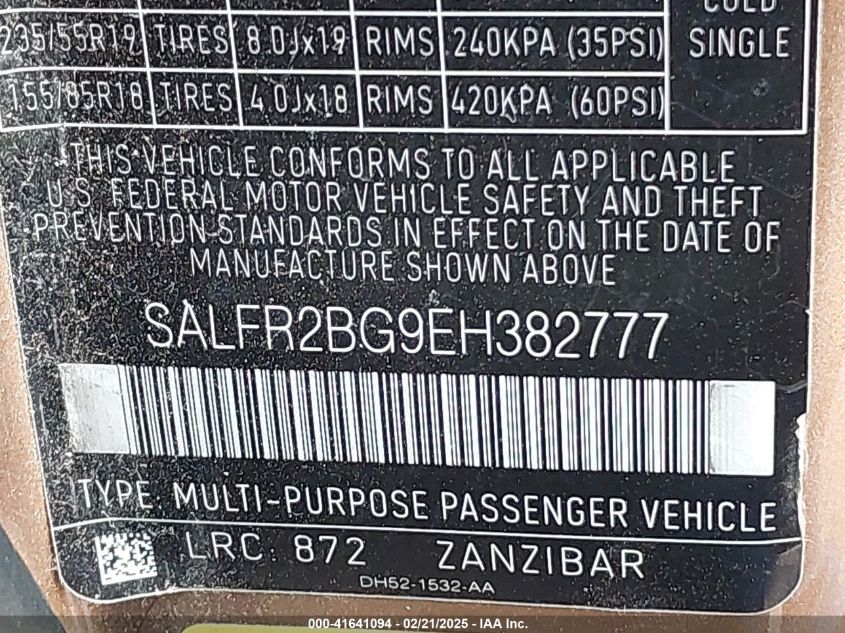 COLD
235/55R19 TIRES 8.0Jx19 RIMS 240KPA (35PSI) SINGLE
155/85R18 TIRES 4.0Jx18 RIMS 420KPA (60PSI)
THIS VEHICLE CONFORMS TO ALL APPLICABLE
U.S. FEDERAL MOTOR VEHICLE SAFETY AND THEFT
PREVENTION STANDARDS IN EFFECT ON THE DATE OF
MANUFACTURE SHOWN ABOVE
SALFR2BG9EH382777
TYPE MULTI-PURPOSE PASSENGER VEHICLE
LRC 872 ZANZIBAR
DH52-1532-AA
000-41641094 - 02/21/2025 - IAA Inc.